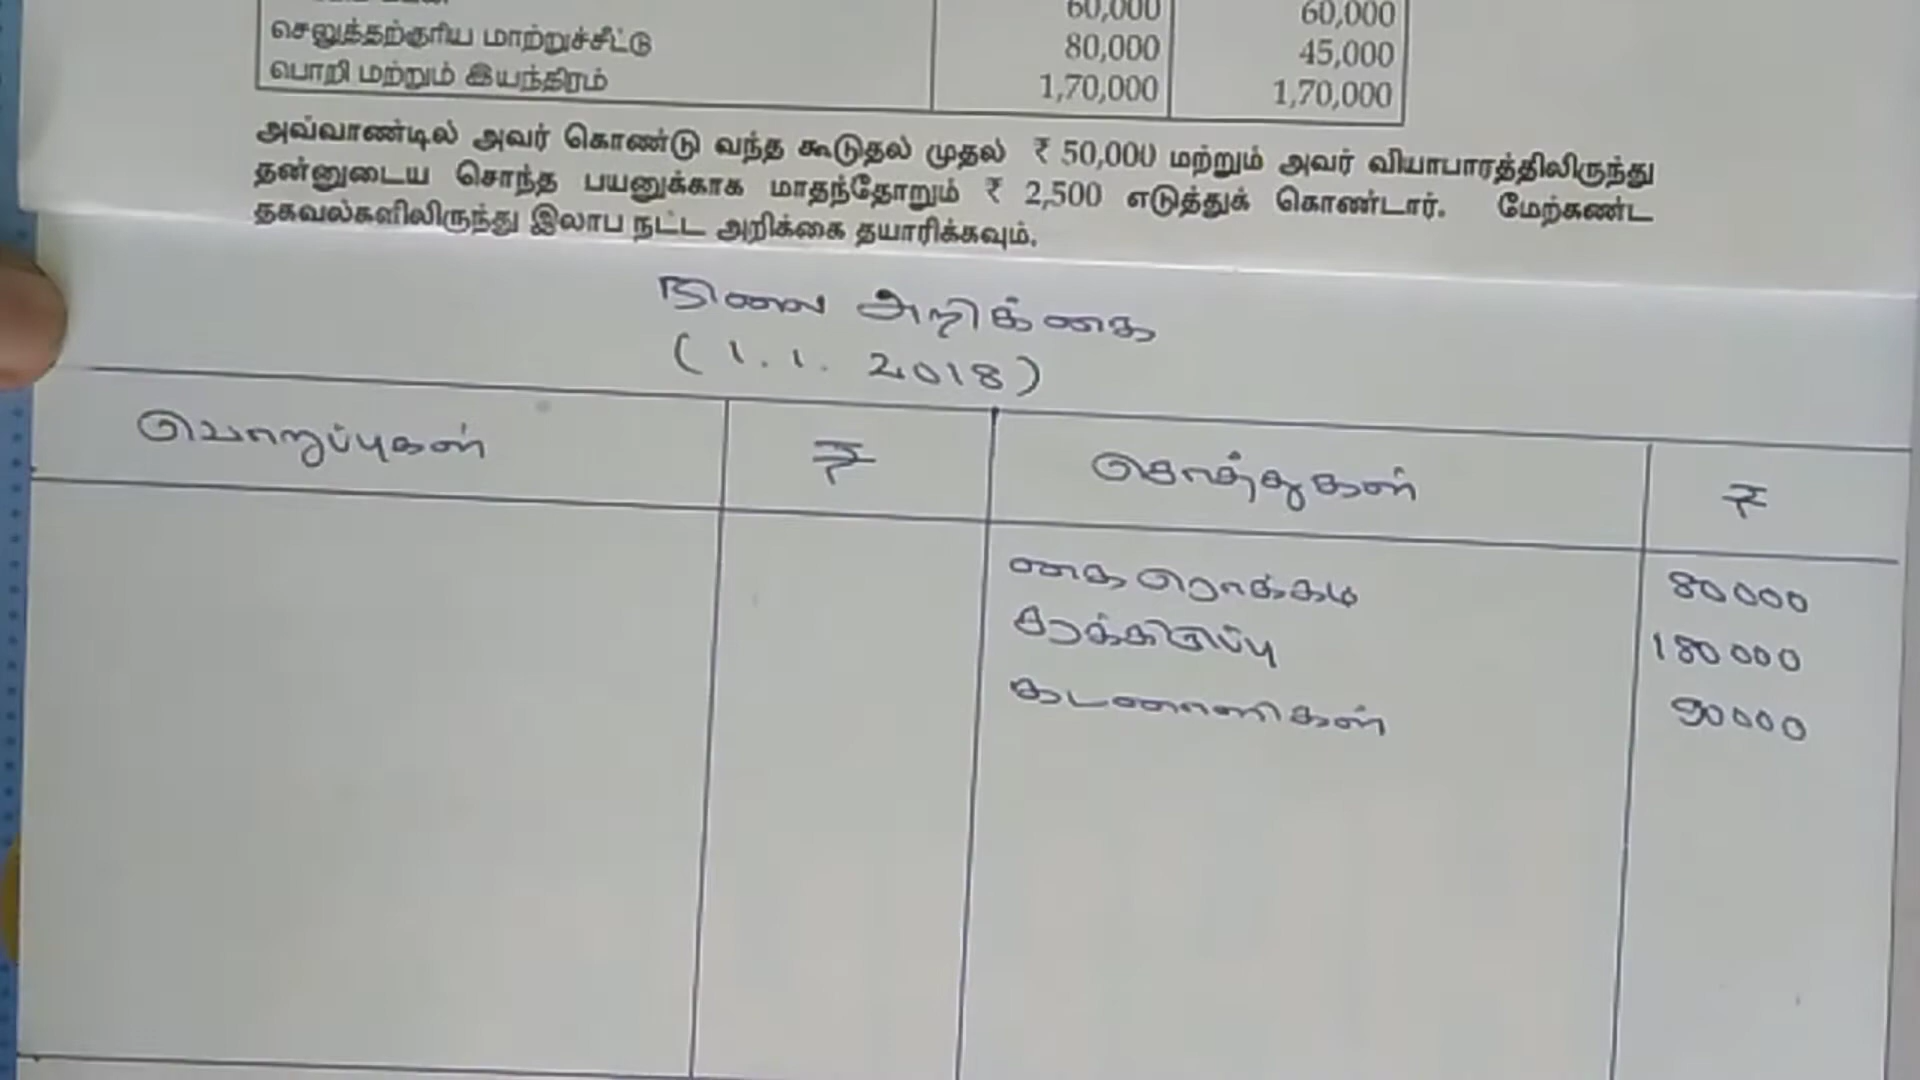 60,000 60,000
செலுத்தற்குரிய மாற்றுச்சீட்டு 80,000 45,000
பொறி மற்றும் இயந்திரம் 1,70,000 1,70,000
அவ்வாண்டில் அவர் கொண்டு வந்த கூடுதல் முதல் ₹ 50,000 மற்றும் அவர் வியாபாரத்திலிருந்து
தன்னுடைய சொந்த பயனுக்காக மாதந்தோறும் ₹ 2,500 எடுத்துக் கொண்டார். மேற்கண்ட
தகவல்களிலிருந்து இலாப நட்ட அறிக்கை தயாரிக்கவும்.
நிலை அறிக்கை
(1.1.2018)
பொறுப்புகள் ₹ சொத்துகள் ₹
கைரொக்கம் 80000
சரக்கிருப்பு 180000
கடனாளிகள் 90000